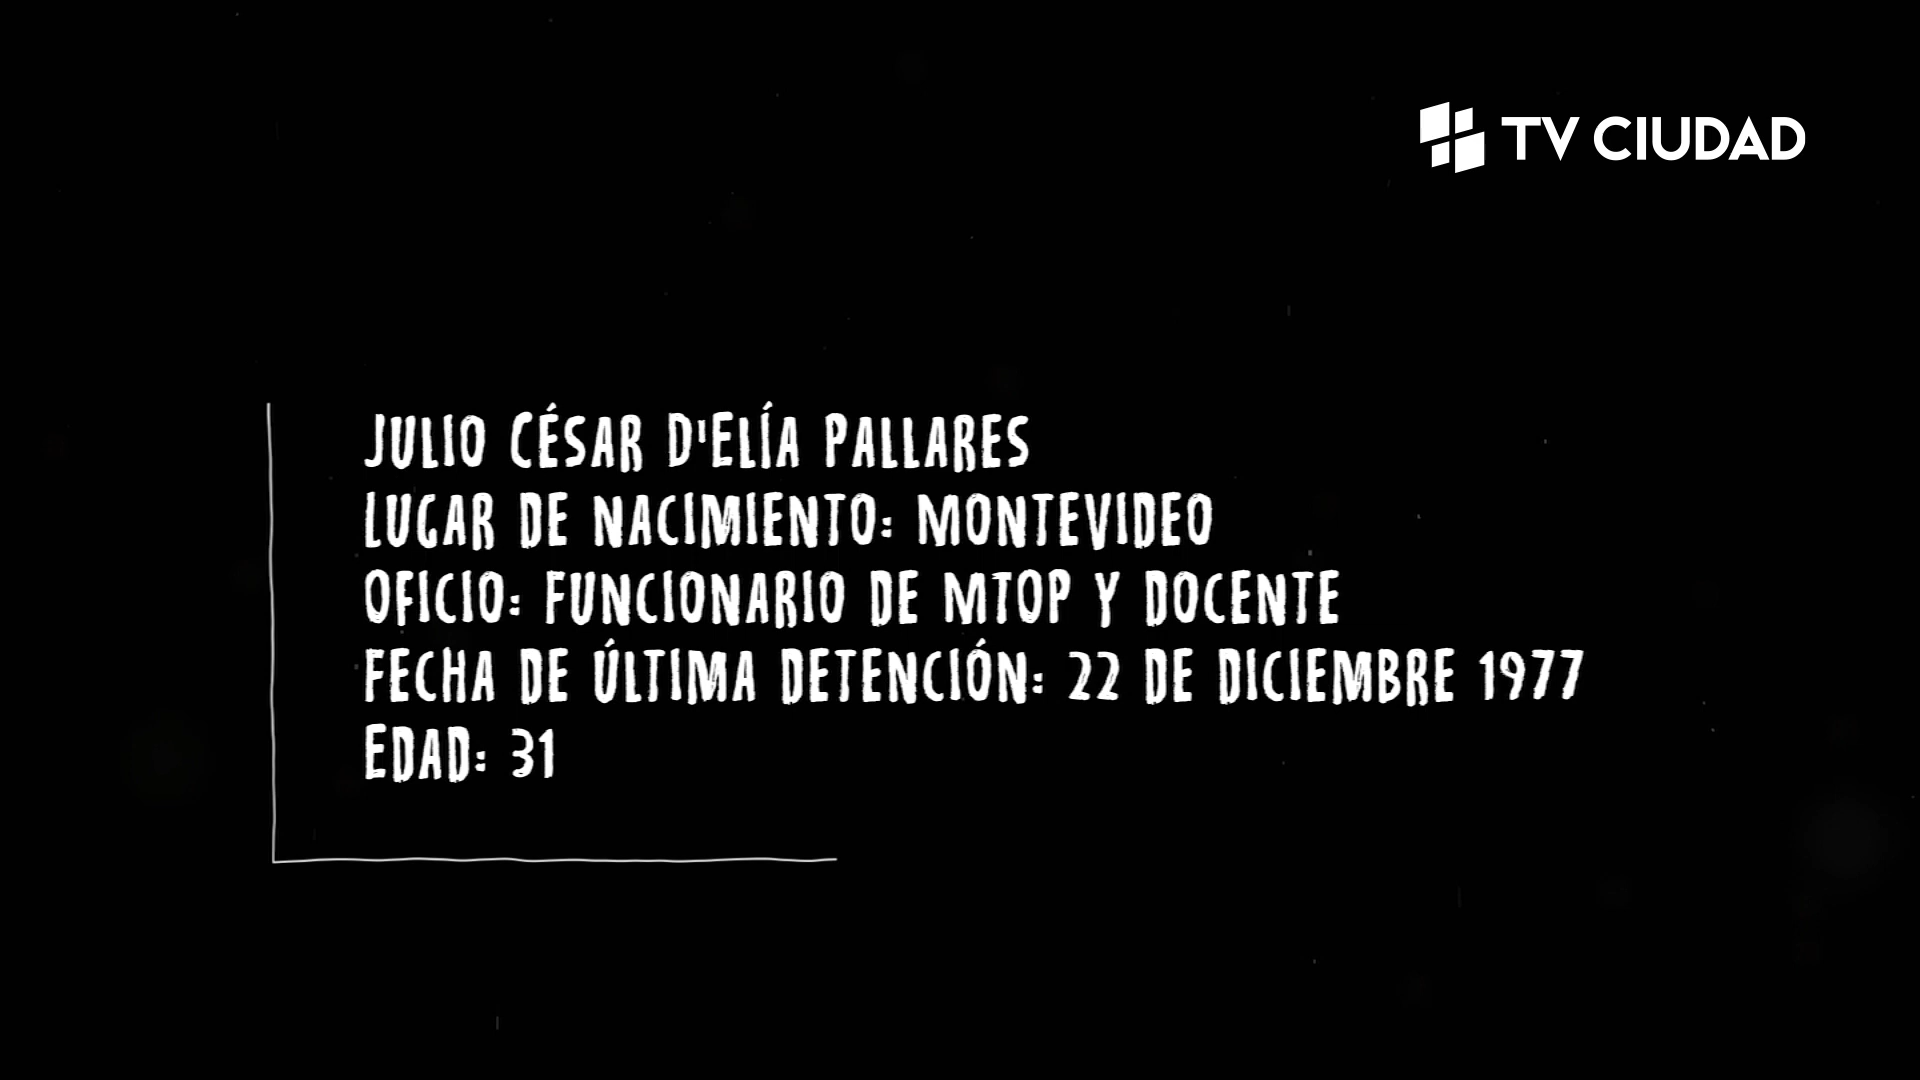 TV CIUDAD
JULIO CÉSAR D'ELÍA PALLARES
LUGAR DE NACIMIENTO: MONTEVIDEO
OFICIO: FUNCIONARIO DE MTOP Y DOCENTE
FECHA DE ÚLTIMA DETENCIÓN: 22 DE DICIEMBRE 1977
EDAD: 31